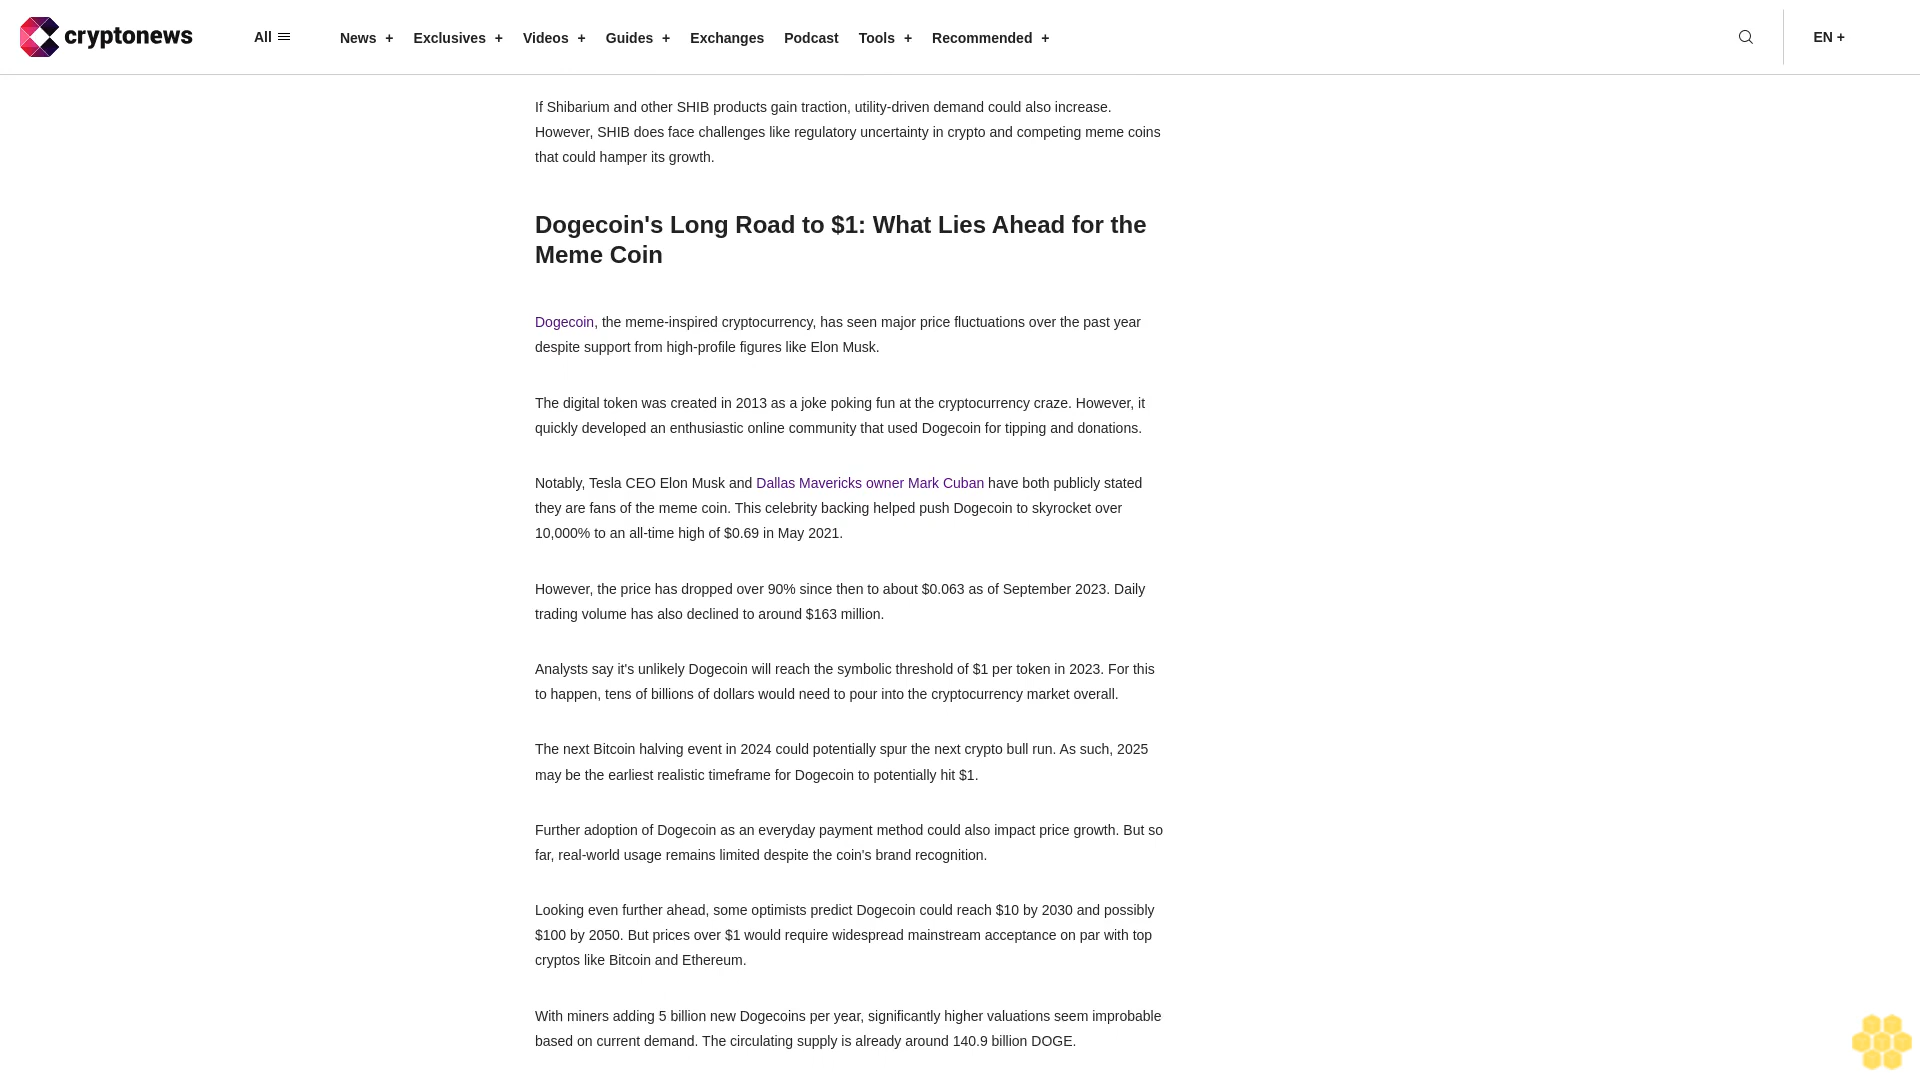 cryptonews
All
News +
Exclusives +
Videos +
Guides +
Exchanges
Podcast
Tools +
Recommended +
EN +
If Shibarium and other SHIB products gain traction, utility-driven demand could also increase.
However, SHIB does face challenges like regulatory uncertainty in crypto and competing meme coins
that could hamper its growth.
Dogecoin's Long Road to $1: What Lies Ahead for the
Meme Coin
Dogecoin, the meme-inspired cryptocurrency, has seen major price fluctuations over the past year
despite support from high-profile figures like Elon Musk.
The digital token was created in 2013 as a joke poking fun at the cryptocurrency craze. However, it
quickly developed an enthusiastic online community that used Dogecoin for tipping and donations.
Notably, Tesla CEO Elon Musk and Dallas Mavericks owner Mark Cuban have both publicly stated
they are fans of the meme coin. This celebrity backing helped push Dogecoin to skyrocket over
10,000% to an all-time high of $0.69 in May 2021.
However, the price has dropped over 90% since then to about $0.063 as of September 2023. Daily
trading volume has also declined to around $163 million.
Analysts say it's unlikely Dogecoin will reach the symbolic threshold of $1 per token in 2023. For this
to happen, tens of billions of dollars would need to pour into the cryptocurrency market overall.
The next Bitcoin halving event in 2024 could potentially spur the next crypto bull run. As such, 2025
may be the earliest realistic timeframe for Dogecoin to potentially hit $1.
Further adoption of Dogecoin as an everyday payment method could also impact price growth. But so
far, real-world usage remains limited despite the coin's brand recognition.
Looking even further ahead, some optimists predict Dogecoin could reach $10 by 2030 and possibly
$100 by 2050. But prices over $1 would require widespread mainstream acceptance on par with top
cryptos like Bitcoin and Ethereum.
With miners adding 5 billion new Dogecoins per year, significantly higher valuations seem improbable
based on current demand. The circulating supply is already around 140.9 billion DOGE.